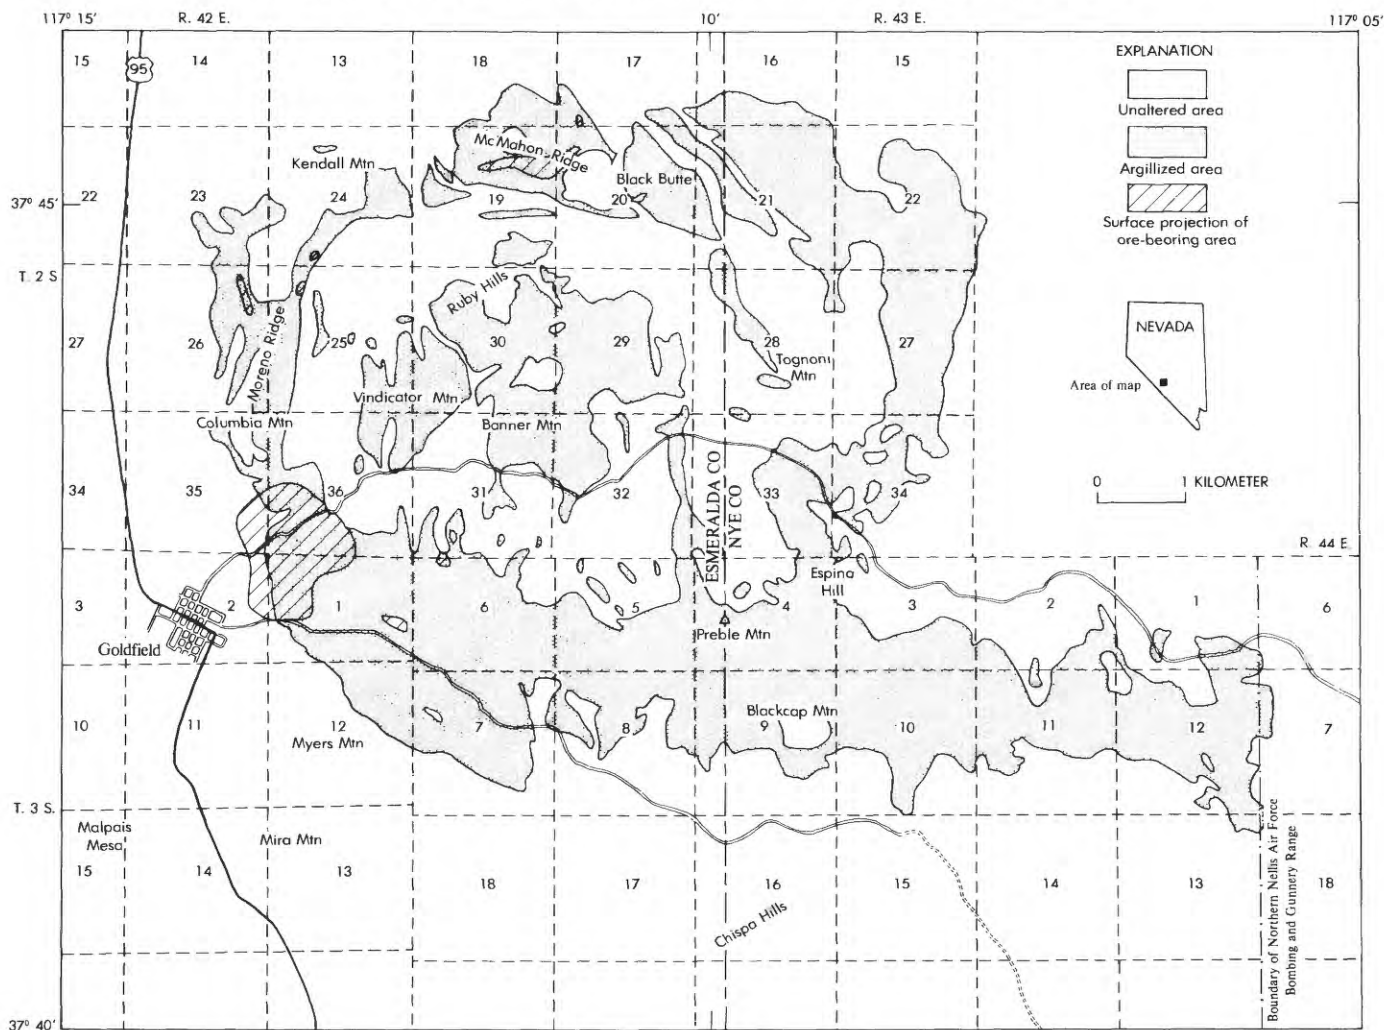 117° 15′ R. 42 E. 10′ R. 43 E. 117° 05′
15 14 13 18 17 16 15
95
EXPLANATION
Unaltered area
Argillized area
Surface projection of
ore-bearing area
McMahon Ridge
Kendall Mtn
Black Butte
37° 45′ 22 23 24 19 20 21 22
T. 2 S
Ruby Hills
Moreno Ridge
27 26 25 30 29 28 27
Tognoni
Mtn
NEVADA
Area of map
Vindicator Mtn
Columbia Mtn Banner Mtn
34 35 36 31 32 33 34
ESMERALDA CO
NYE CO
0 1 KILOMETER
R. 44 E.
Espina
Hill
3 2 1 6 5 4 3 2 1 6
Preble Mtn
Goldfield
Blackcap Mtn
10 11 12 7 8 9 10 11 12 7
Myers Mtn
T. 3 S.
Malpais
Mesa
Mira Mtn
15 14 13 18 17 16 15 14 13 18
Chispa Hills
Boundary of Northern Nellis Air Force
Bombing and Gunnery Range
37° 40′